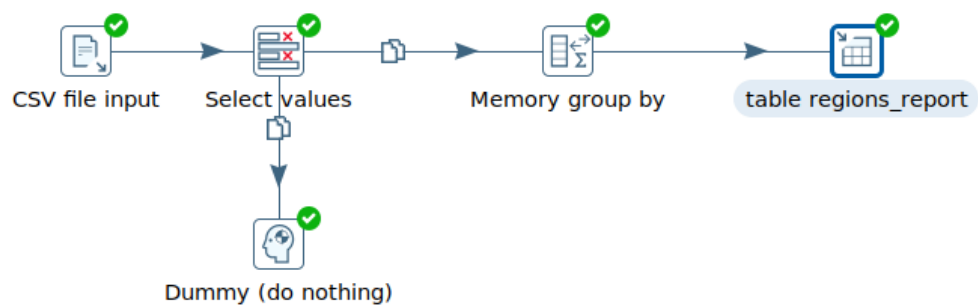 CSV file input
Select values
Memory group by
table regions_report
Dummy (do nothing)